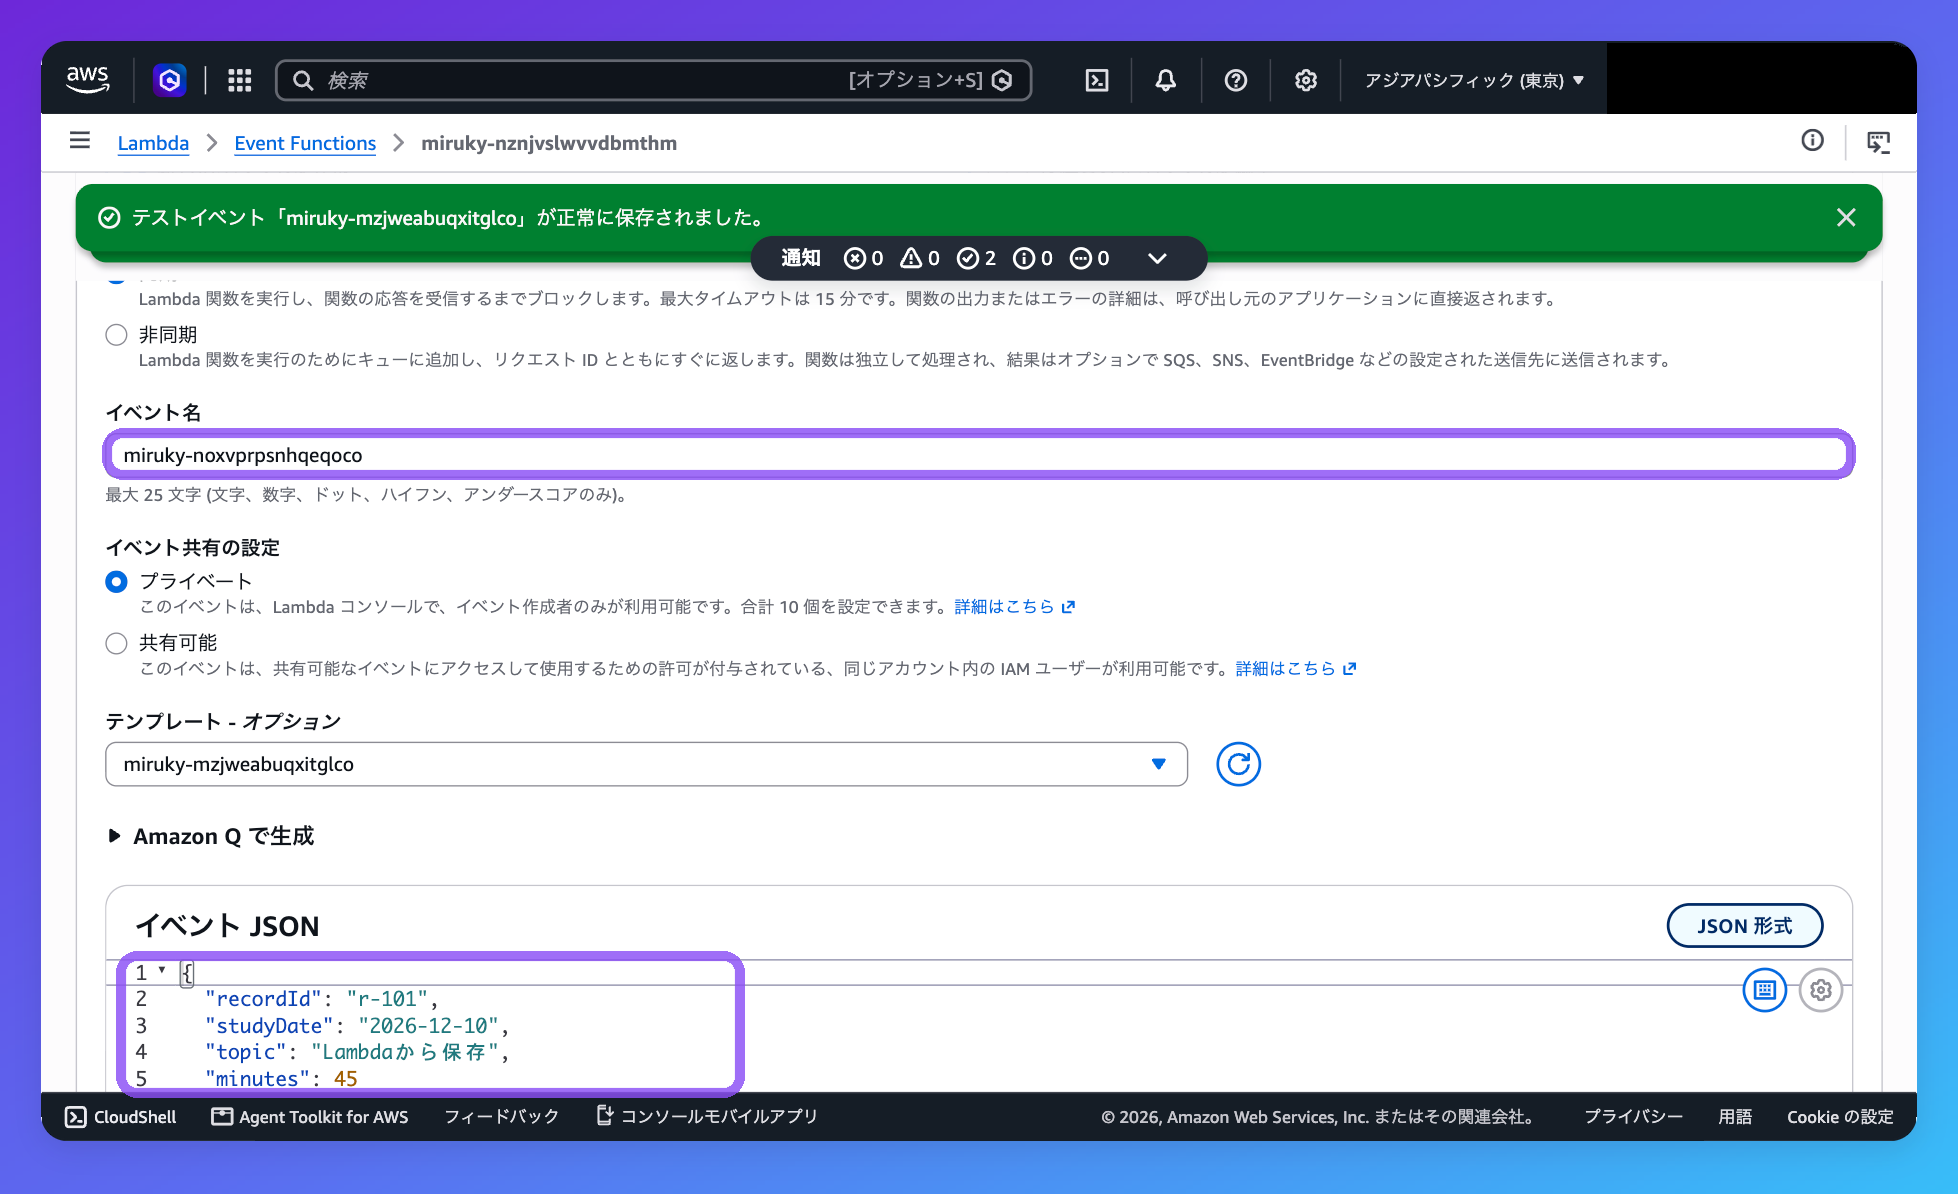 aws
検索 [オプション+S]
アジアパシフィック (東京)
Lambda
Event Functions
miruky-nznjvslwvvdbmthm
テストイベント「miruky-mzjweabuqxitglco」が正常に保存されました。
通知 0 0 2 0 0
Lambda 関数を実行し、関数の応答を受信するまでブロックします。最大タイムアウトは 15 分です。関数の出力またはエラーの詳細は、呼び出し元のアプリケーションに直接返されます。
非同期
Lambda 関数を実行のためにキューに追加し、リクエスト ID とともにすぐに返します。関数は独立して処理され、結果はオプションで SQS、SNS、EventBridge などの設定された送信先に送信されます。
イベント名
miruky-noxvprpsnhqeqoco
最大 25 文字 (文字、数字、ドット、ハイフン、アンダースコアのみ)。
イベント共有の設定
プライベート
このイベントは、Lambda コンソールで、イベント作成者のみが利用可能です。合計 10 個を設定できます。詳細はこちら
共有可能
このイベントは、共有可能なイベントにアクセスして使用するための許可が付与されている、同じアカウント内の IAM ユーザーが利用可能です。詳細はこちら
テンプレート - オプション
miruky-mzjweabuqxitglco
Amazon Q で生成
イベント JSON
JSON 形式
1 {
2 "recordId": "r-101",
3 "studyDate": "2026-12-10",
4 "topic": "Lambdaから保存",
5 "minutes": 45
CloudShell
Agent Toolkit for AWS
フィードバック
コンソールモバイルアプリ
© 2026, Amazon Web Services, Inc. またはその関連会社。
プライバシー
用語
Cookie の設定